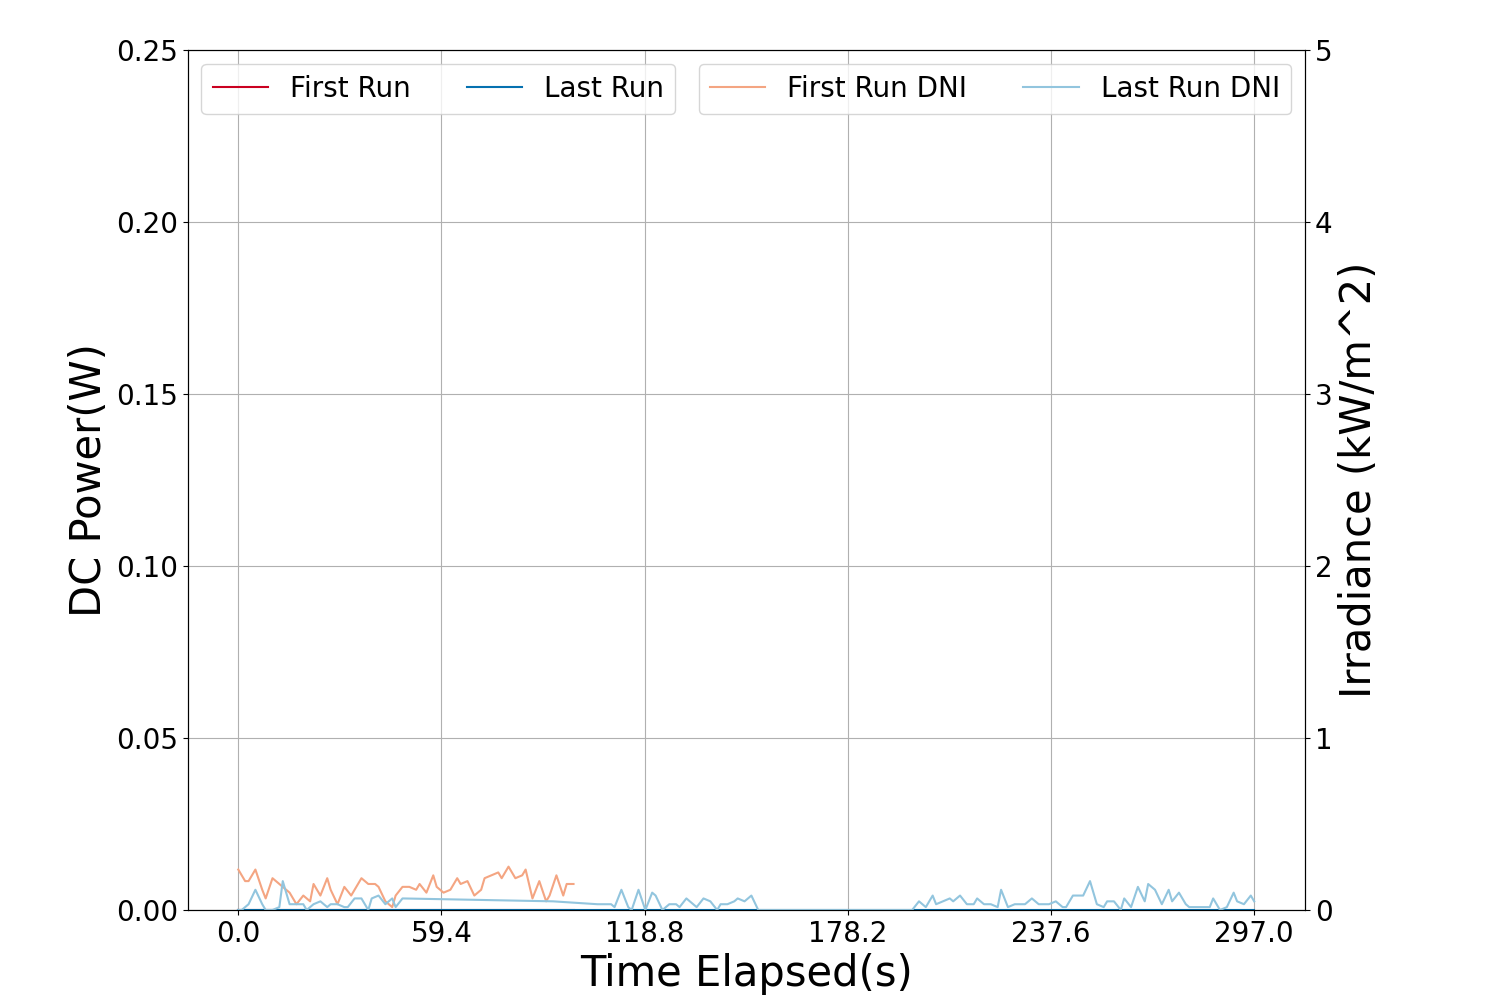 First Run
Last Run
First Run DNI
Last Run DNI
DC Power(W)
0.25
0.20
0.15
0.10
0.05
0.00
5
4
3
2
1
0
Irradiance (kW/m^2)
0.0
59.4
118.8
178.2
237.6
297.0
Time Elapsed(s)